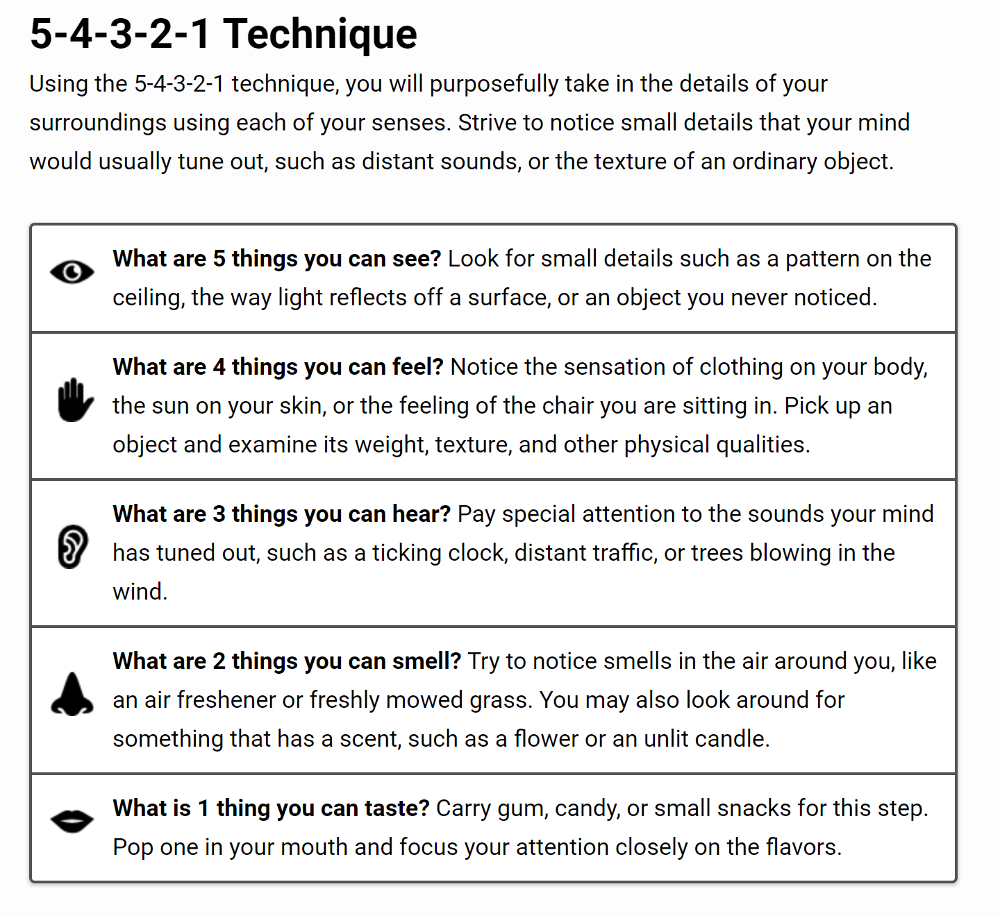 5-4-3-2-1 Technique
Using the 5-4-3-2-1 technique, you will purposefully take in the details of your
surroundings using each of your senses. Strive to notice small details that your mind
would usually tune out, such as distant sounds, or the texture of an ordinary object.
What are 5 things you can see? Look for small details such as a pattern on the
ceiling, the way light reflects off a surface, or an object you never noticed.
What are 4 things you can feel? Notice the sensation of clothing on your body,
the sun on your skin, or the feeling of the chair you are sitting in. Pick up an
object and examine its weight, texture, and other physical qualities.
What are 3 things you can hear? Pay special attention to the sounds your mind
has tuned out, such as a ticking clock, distant traffic, or trees blowing in the
wind.
What are 2 things you can smell? Try to notice smells in the air around you, like
an air freshener or freshly mowed grass. You may also look around for
something that has a scent, such as a flower or an unlit candle.
What is 1 thing you can taste? Carry gum, candy, or small snacks for this step.
Pop one in your mouth and focus your attention closely on the flavors.